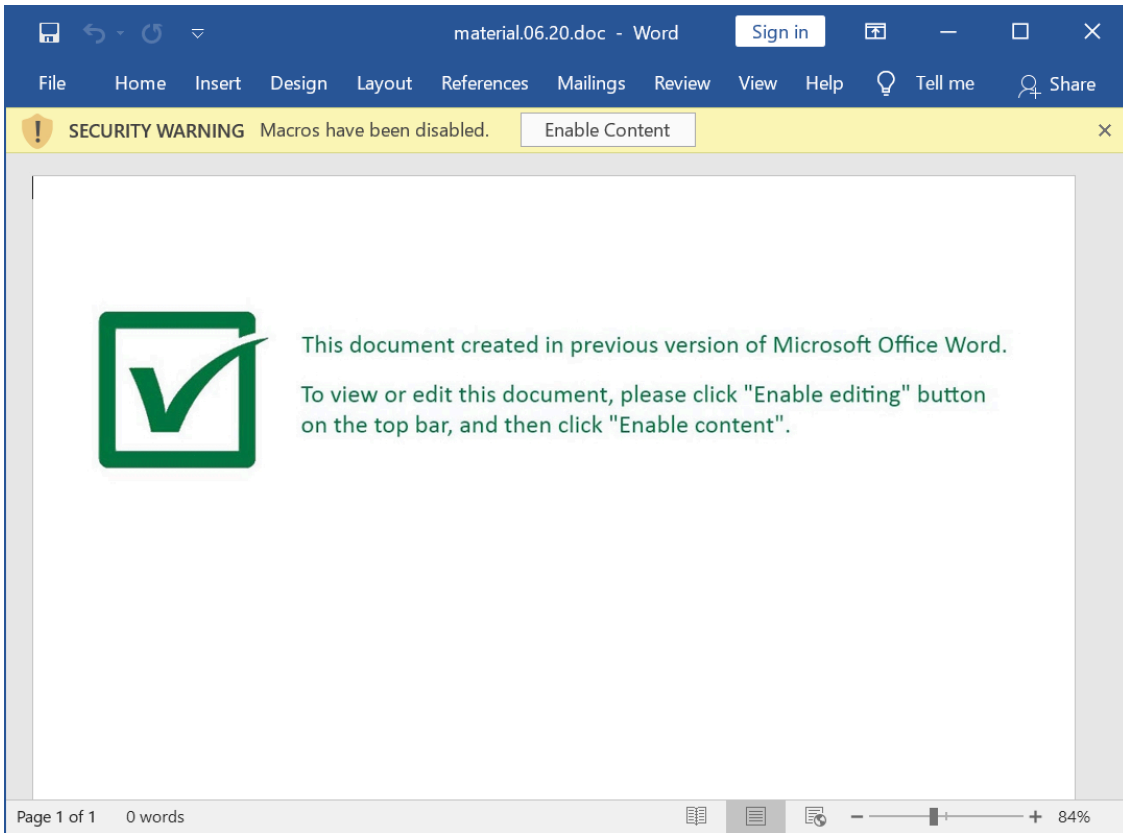 material.06.20.doc - Word
Sign in
File Home Insert Design Layout References Mailings Review View Help Tell me Share
SECURITY WARNING Macros have been disabled. Enable Content
This document created in previous version of Microsoft Office Word.
To view or edit this document, please click "Enable editing" button
on the top bar, and then click "Enable content".
Page 1 of 1 0 words 84%